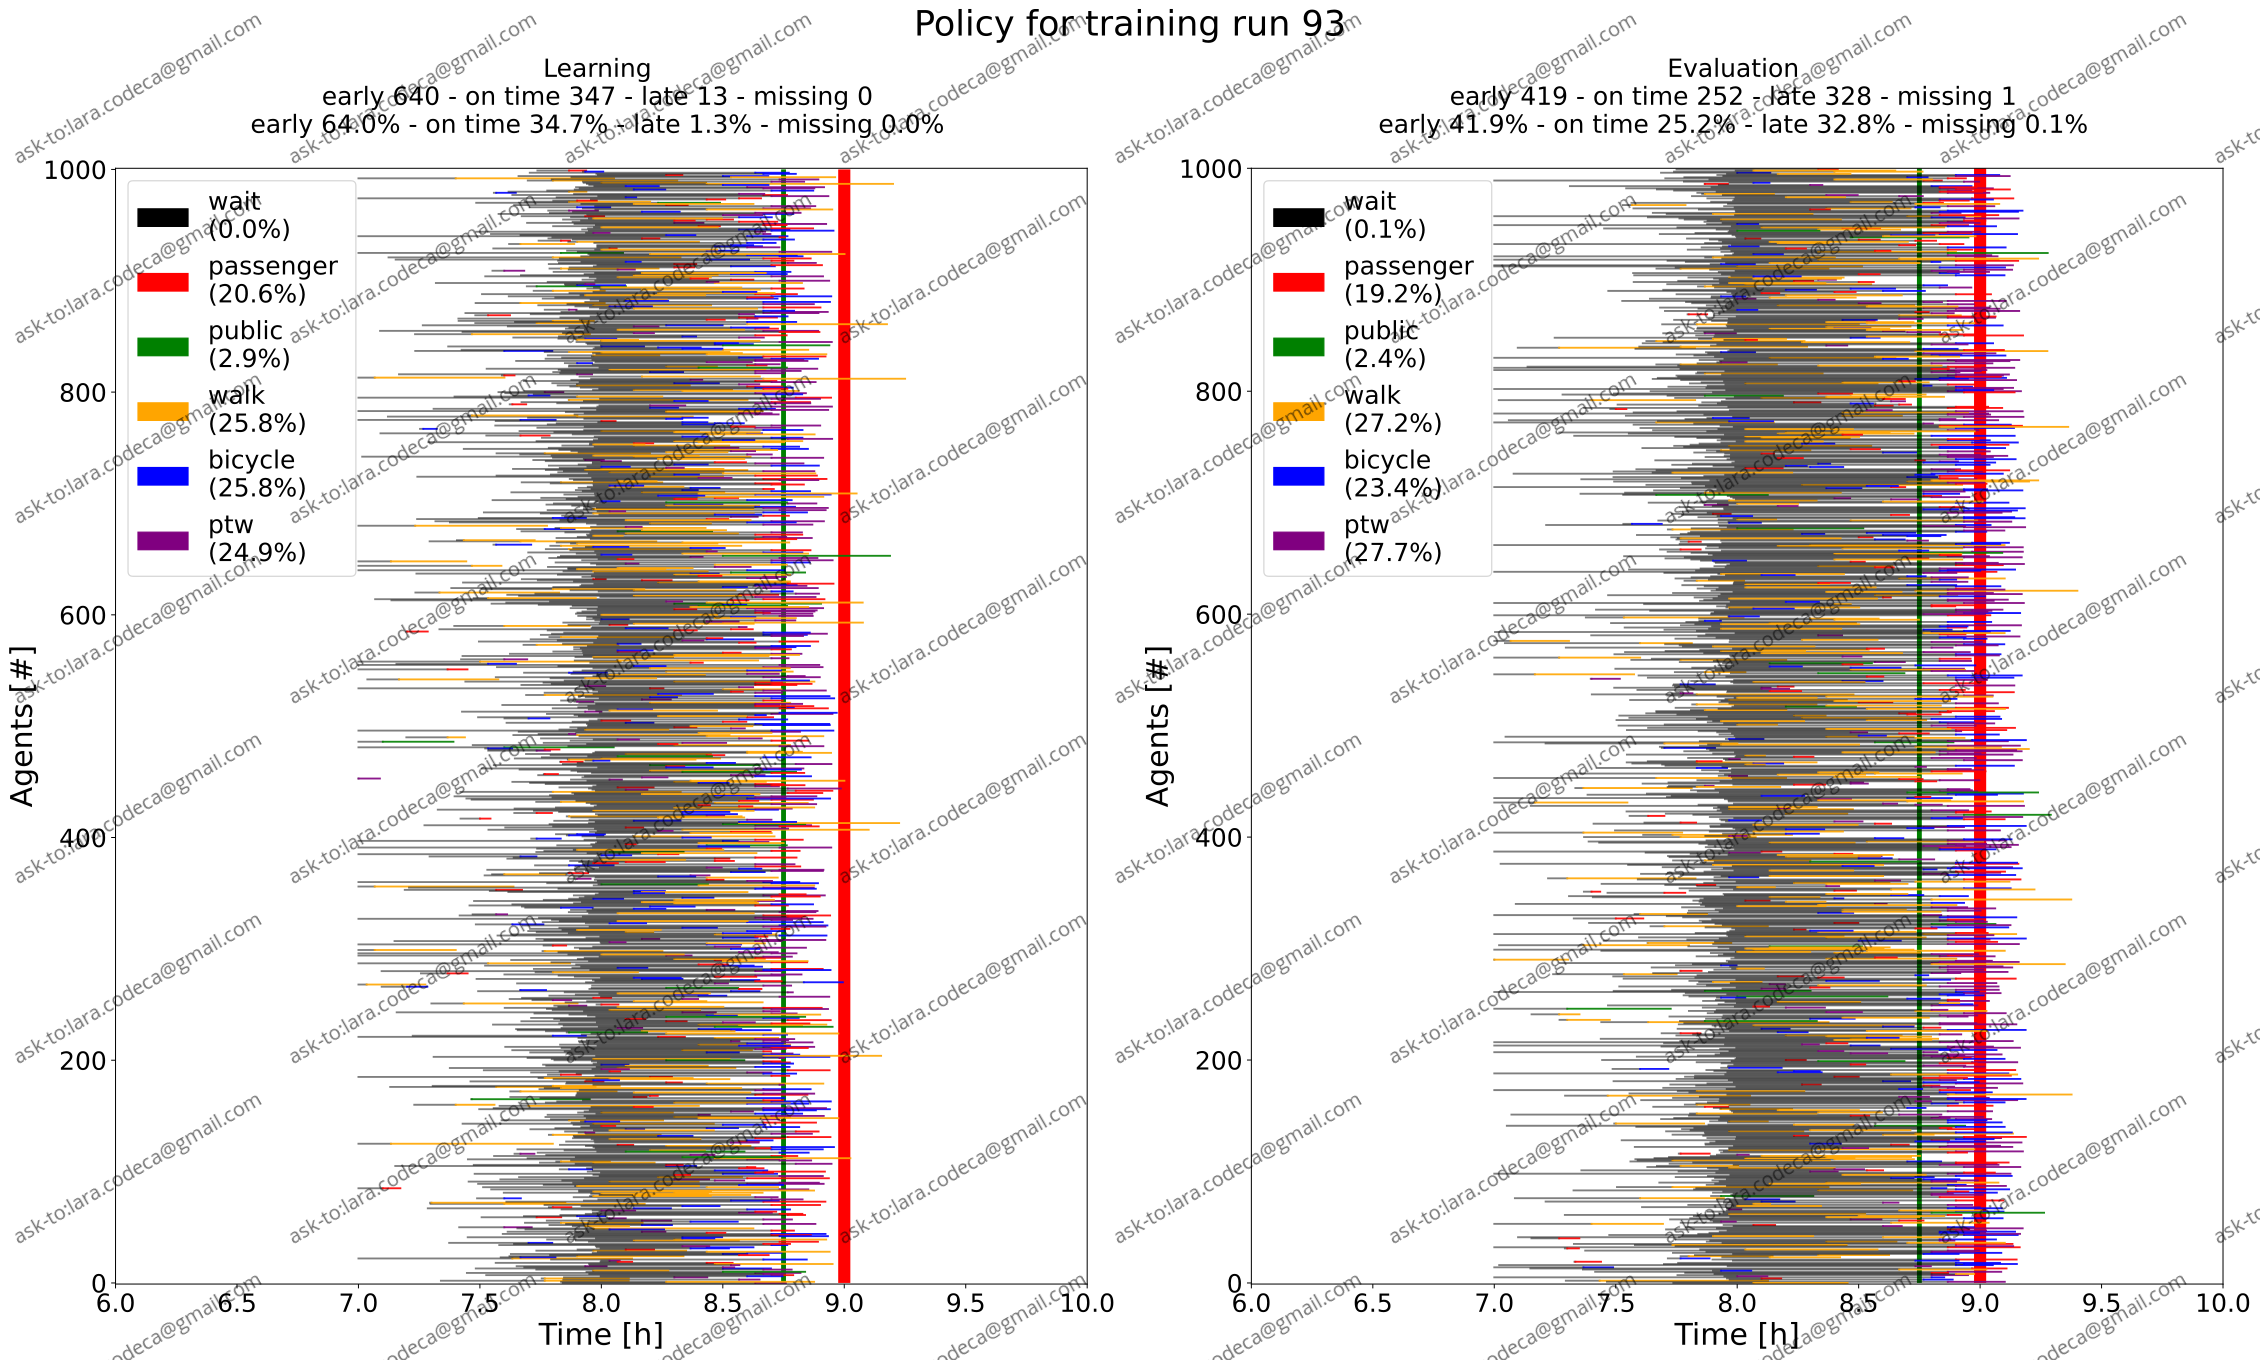 Policy for training run 93
Learning
early 640 - on time 347 - late 13 - missing 0
early 64.0% - on time 34.7% - late 1.3% - missing 0.0%
1000
800
600
400
200
0
Agents [#]
wait
(0.0%)
passenger
(20.6%)
public
(2.9%)
walk
(25.8%)
bicycle
(25.8%)
ptw
(24.9%)
6.0 6.5 7.0 7.5 8.0 8.5 9.0 9.5 10.0
Time [h]
Evaluation
early 419 - on time 252 - late 328 - missing 1
early 41.9% - on time 25.2% - late 32.8% - missing 0.1%
1000
800
600
400
200
0
Agents [#]
wait
(0.1%)
passenger
(19.2%)
public
(2.4%)
walk
(27.2%)
bicycle
(23.4%)
ptw
(27.7%)
6.0 6.5 7.0 7.5 8.0 8.5 9.0 9.5 10.0
Time [h]
ask-to:lara.codeca@gmail.com